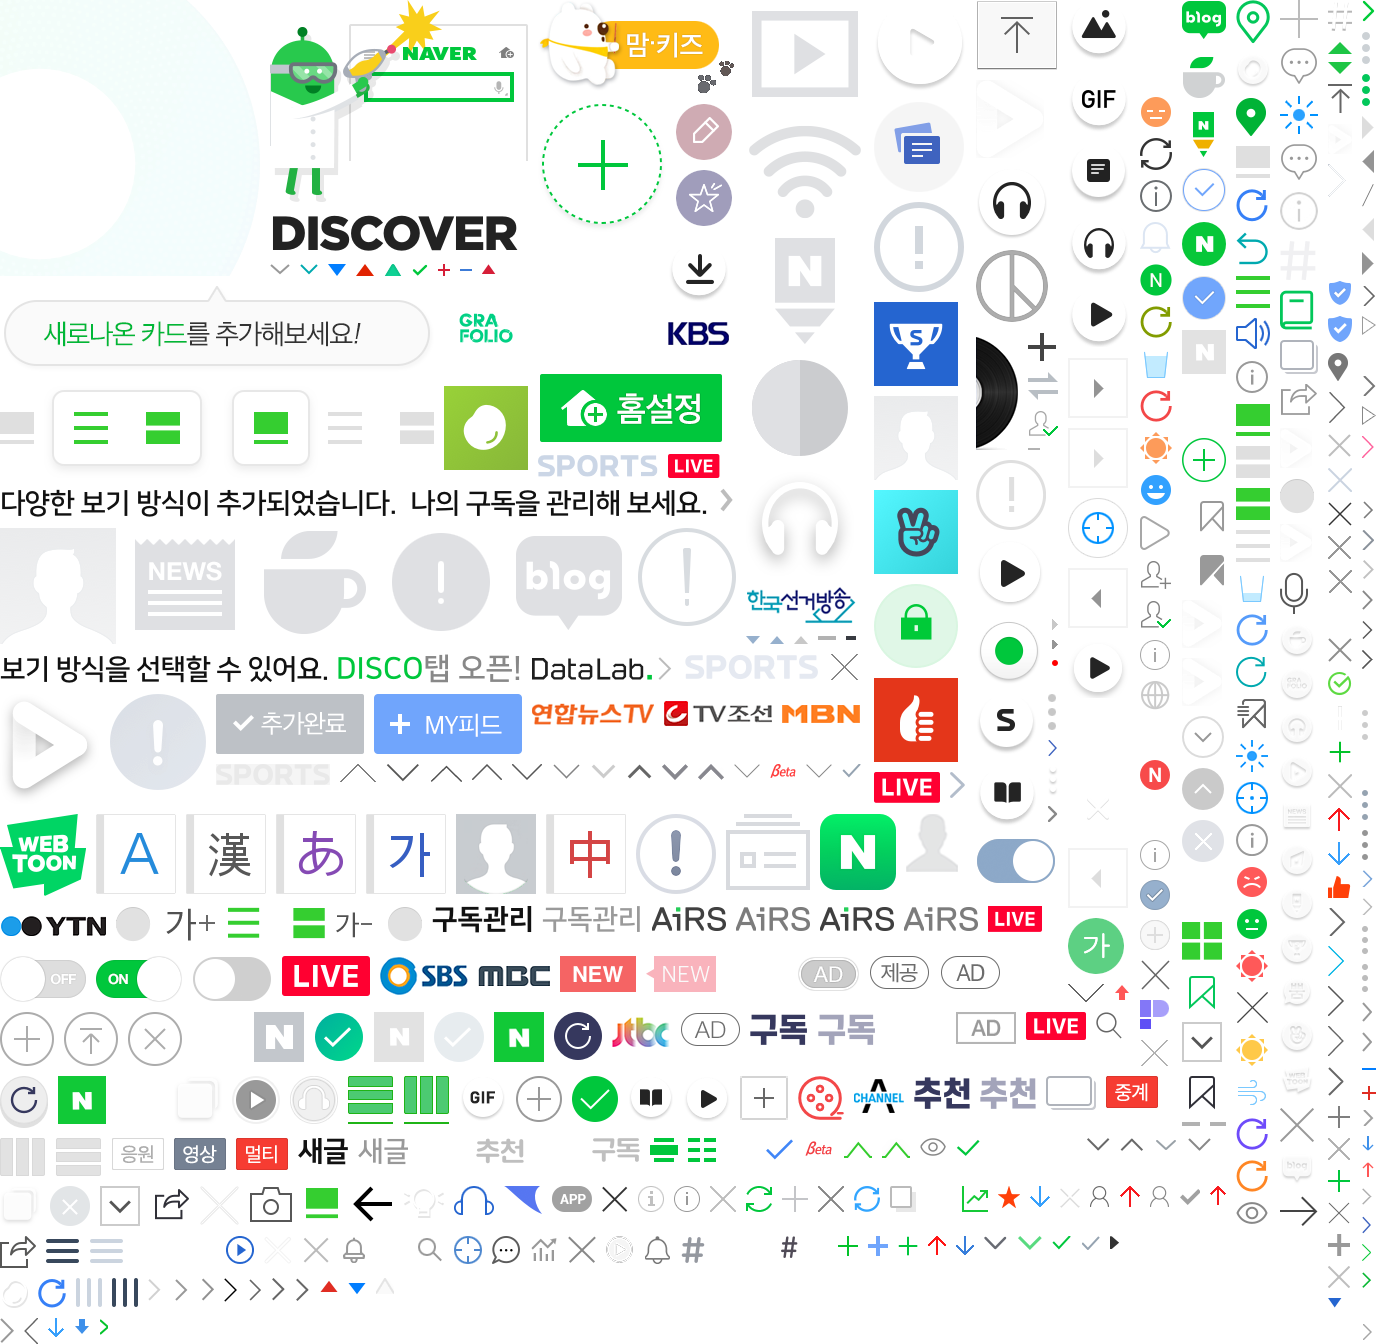 NAVER
맘·키즈
blog
GIF
DISCOVER
새로나온 카드를 추가해보세요!
GRA
FOLIO
KBS
홈설정
SPORTS
LIVE
다양한 보기 방식이 추가되었습니다.
나의 구독을 관리해 보세요.
NEWS
blog
한국선거방송
보기 방식을 선택할 수 있어요.
DISCO탭 오픈!
DataLab.
SPORTS
추가완료
MY피드
연합뉴스TV
TV조선
MBN
SPORTS
Beta
LIVE
WEB
TOON
A
漢
あ
가
中
N
YTN
가+
가-
구독관리
구독관리
AiRS
AiRS
AiRS
AiRS
LIVE
가
OFF
ON
LIVE
SBS
MBC
NEW
NEW
AD
제공
AD
N
N
N
jtbc
AD
구독
구독
AD
LIVE
N
GIF
CHANNEL A
추천
추천
중계
응원
영상
멀티
새글
새글
추천
구독
Beta
APP
#
#